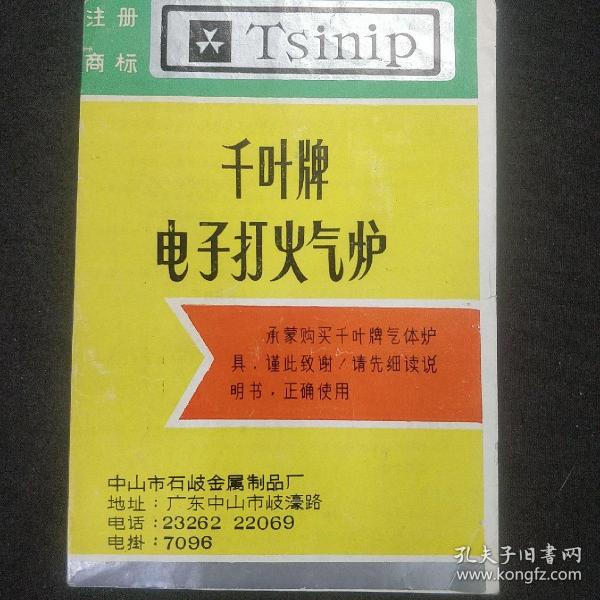 注册
商标
Tsinip
千叶牌
电子打火气炉
承蒙购买千叶牌气体炉
具，谨此致谢！请先细读说
明书，正确使用
中山市石岐金属制品厂
地址：广东中山市岐濠路
电话：23262 22069
电掛：7096
孔夫子旧書网
www.kongfz.com